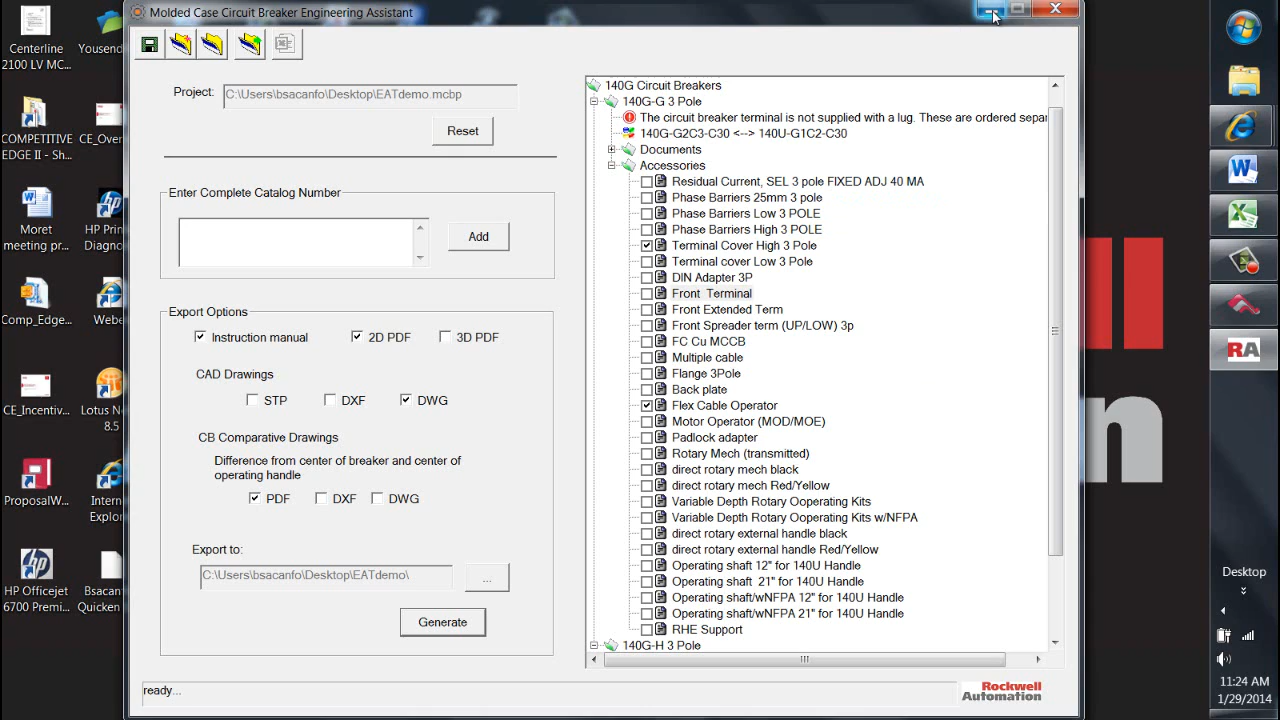 Centerline
2100 LV MC...
Yousend
COMPETITIVE
EDGE II - Sh...
CE_Over
Moret
meeting pr...
HP Prin
Diagno
Comp_Edge...
Webe
CE_Incentiv...
Lotus No
8.5
ProposalW...
Intern
Explor
HP Officejet
6700 Premi...
Bsacan
Quicken
Molded Case Circuit Breaker Engineering Assistant
Project:
C:\Users\bsacanfo\Desktop\EATdemo.mcbp
Reset
Enter Complete Catalog Number
Add
Export Options
Instruction manual
2D PDF
3D PDF
CAD Drawings
STP
DXF
DWG
CB Comparative Drawings
Difference from center of breaker and center of
operating handle
PDF
DXF
DWG
Export to:
C:\Users\bsacanfo\Desktop\EATdemo\
...
Generate
ready...
140G Circuit Breakers
140G-G 3 Pole
The circuit breaker terminal is not supplied with a lug. These are ordered separ
140G-G2C3-C30 <--> 140U-G1C2-C30
Documents
Accessories
Residual Current, SEL 3 pole FIXED ADJ 40 MA
Phase Barriers 25mm 3 pole
Phase Barriers Low 3 POLE
Phase Barriers High 3 POLE
Terminal Cover High 3 Pole
Terminal cover Low 3 Pole
DIN Adapter 3P
Front  Terminal
Front Extended Term
Front Spreader term (UP/LOW) 3p
FC Cu MCCB
Multiple cable
Flange 3Pole
Back plate
Flex Cable Operator
Motor Operator (MOD/MOE)
Padlock adapter
Rotary Mech (transmitted)
direct rotary mech black
direct rotary mech Red/Yellow
Variable Depth Rotary Ooperating Kits
Variable Depth Rotary Ooperating Kits w/NFPA
direct rotary external handle black
direct rotary external handle Red/Yellow
Operating shaft 12" for 140U Handle
Operating shaft  21" for 140U Handle
Operating shaft/wNFPA 12" for 140U Handle
Operating shaft/wNFPA 21" for 140U Handle
RHE Support
140G-H 3 Pole
Rockwell
Automation
ll
n
RA
Desktop
11:24 AM
1/29/2014